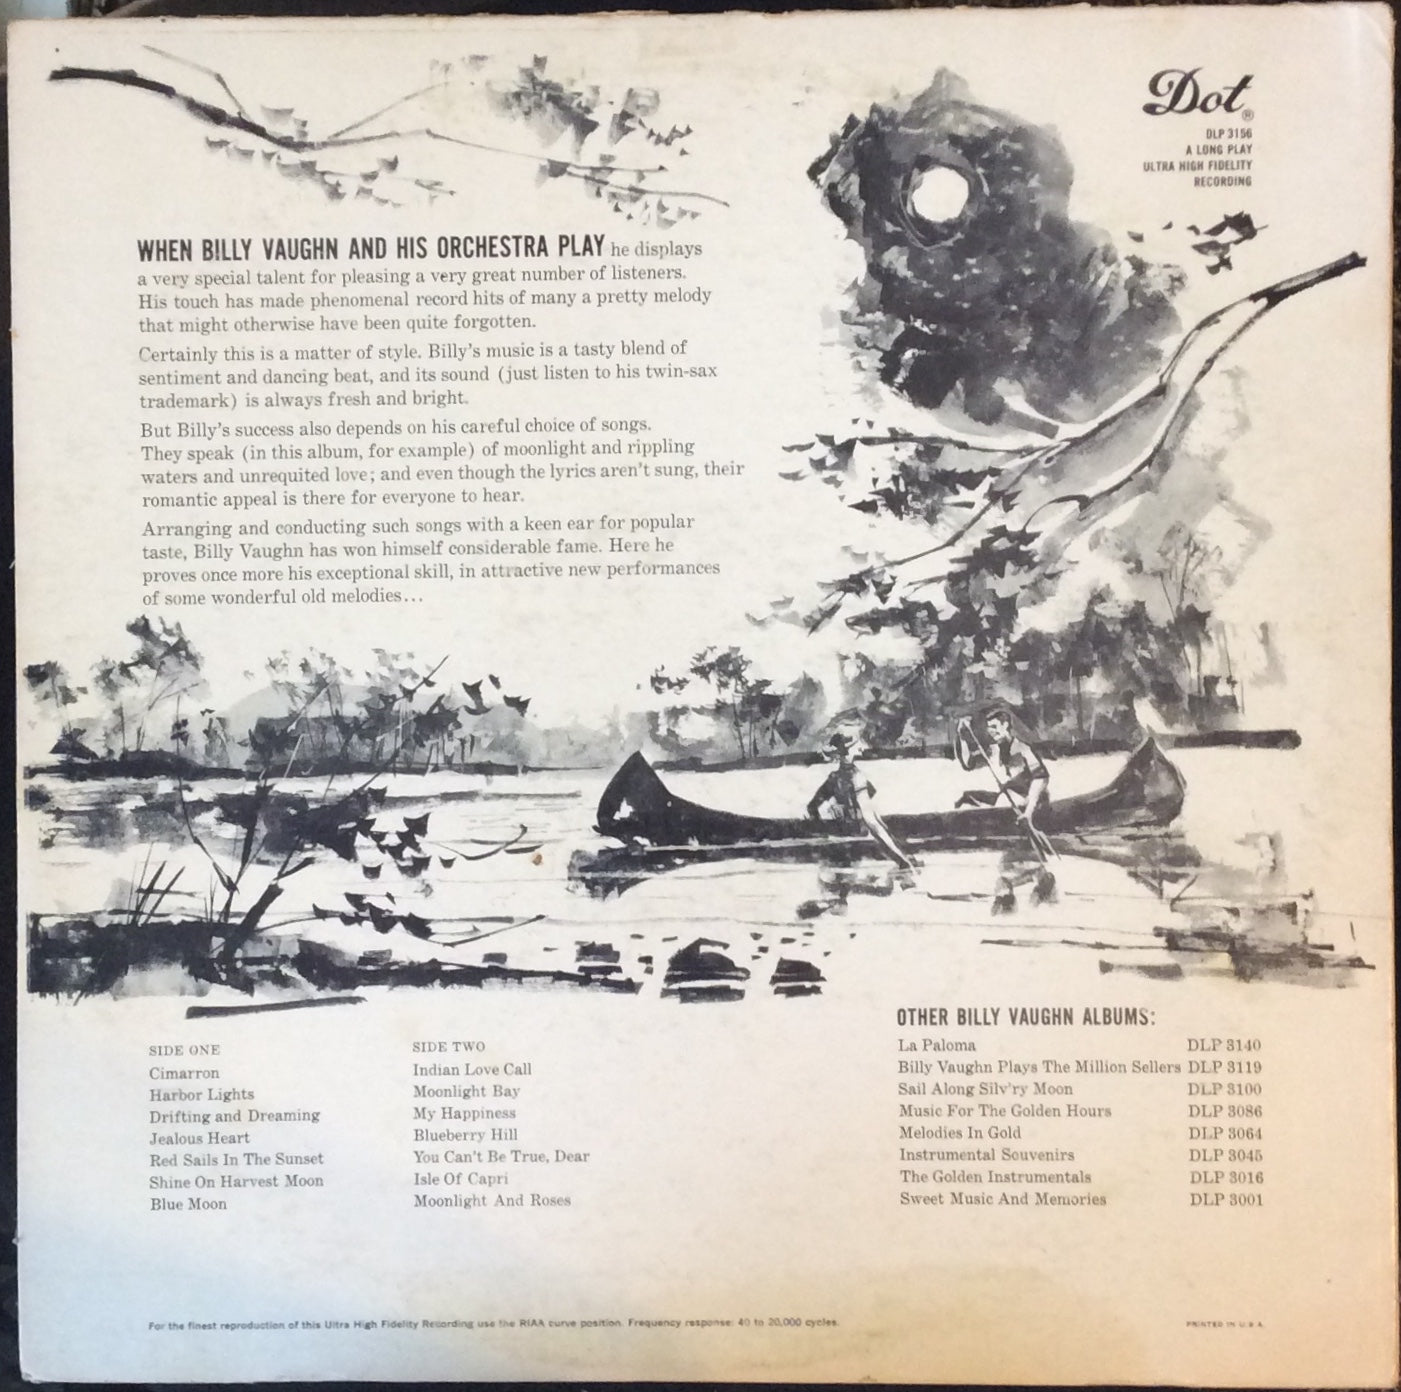 Dot®
DLP 3156
A LONG PLAY
ULTRA HIGH FIDELITY
RECORDING
WHEN BILLY VAUGHN AND HIS ORCHESTRA PLAY he displays
a very special talent for pleasing a very great number of listeners.
His touch has made phenomenal record hits of many a pretty melody
that might otherwise have been quite forgotten.
Certainly this is a matter of style. Billy's music is a tasty blend of
sentiment and dancing beat, and its sound (just listen to his twin-sax
trademark) is always fresh and bright.
But Billy's success also depends on his careful choice of songs.
They speak (in this album, for example) of moonlight and rippling
waters and unrequited love; and even though the lyrics aren't sung, their
romantic appeal is there for everyone to hear.
Arranging and conducting such songs with a keen ear for popular
taste, Billy Vaughn has won himself considerable fame. Here he
proves once more his exceptional skill, in attractive new performances
of some wonderful old melodies...
SIDE ONE
Cimarron
Harbor Lights
Drifting and Dreaming
Jealous Heart
Red Sails In The Sunset
Shine On Harvest Moon
Blue Moon
SIDE TWO
Indian Love Call
Moonlight Bay
My Happiness
Blueberry Hill
You Can't Be True, Dear
Isle Of Capri
Moonlight And Roses
OTHER BILLY VAUGHN ALBUMS:
La Paloma DLP 3140
Billy Vaughn Plays The Million Sellers DLP 3119
Sail Along Silv'ry Moon DLP 3100
Music For The Golden Hours DLP 3086
Melodies In Gold DLP 3064
Instrumental Souvenirs DLP 3045
The Golden Instrumentals DLP 3016
Sweet Music And Memories DLP 3001
For the finest reproduction of this Ultra High Fidelity Recording use the RIAA curve position. Frequency response: 40 to 20,000 cycles.
PRINTED IN U.S.A.